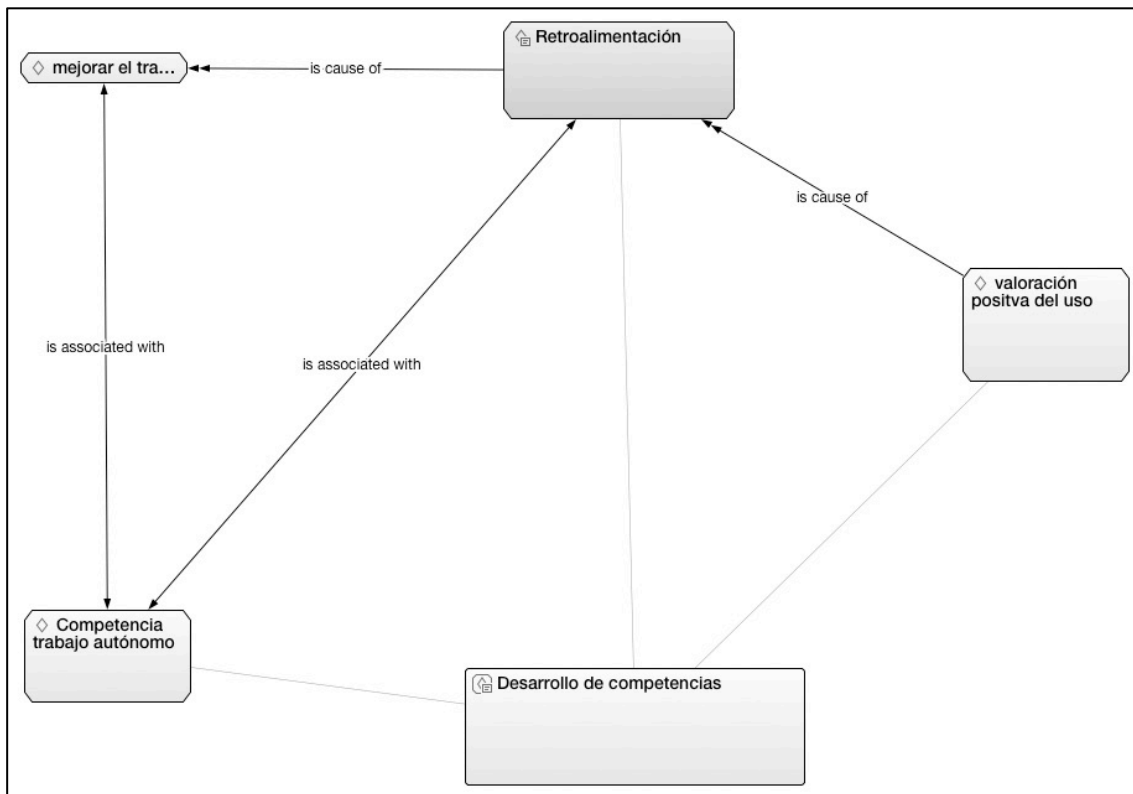 Retroalimentación
mejorar el tra...
is cause of
is cause of
valoración
positva del uso
is associated with
is associated with
Competencia
trabajo autónomo
Desarrollo de competencias